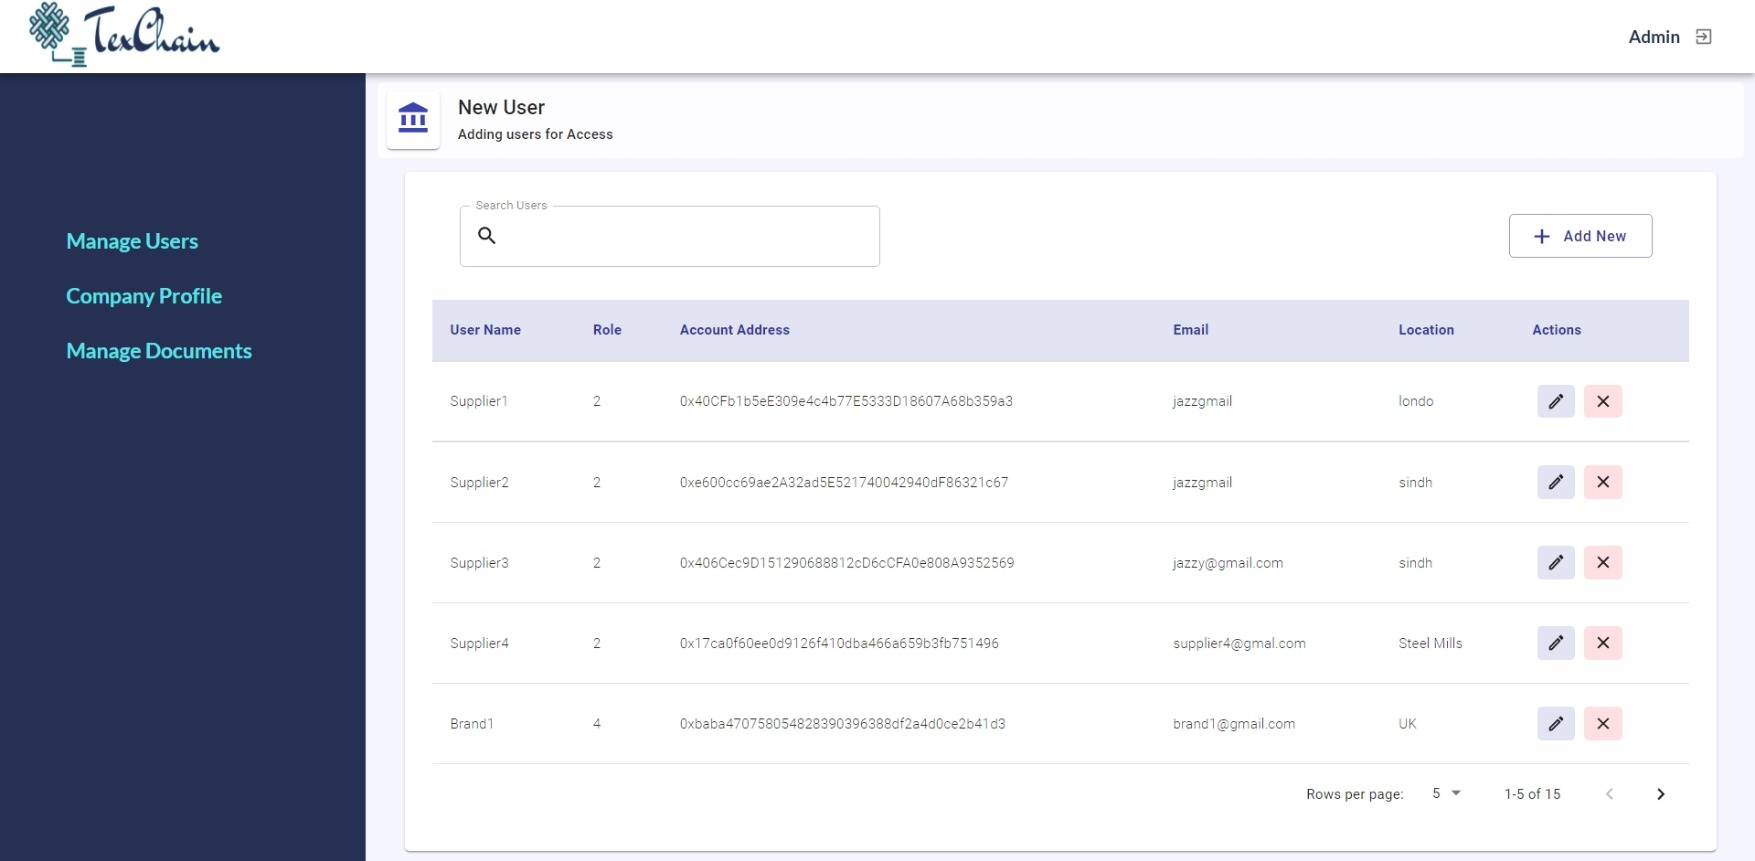 TexChain
Admin
New User
Adding users for Access
Manage Users
Company Profile
Manage Documents
Search Users
Add New
User Name Role Account Address Email Location Actions
Supplier1 2 0x40CFb1b5eE309e4c4b77E5333D18607A68b359a3 jazzgmail londo
Supplier2 2 0xe600cc69ae2A32ad5E521740042940dF86321c67 jazzgmail sindh
Supplier3 2 0x406Cec9D151290688812cD6cCFA0e808A9352569 jazzy@gmail.com sindh
Supplier4 2 0x17ca0f60ee0d9126f410dba466a659b3fb751496 supplier4@gmal.com Steel Mills
Brand1 4 0xbaba470758054828390396388df2a4d0ce2b41d3 brand1@gmail.com UK
Rows per page: 5 1-5 of 15